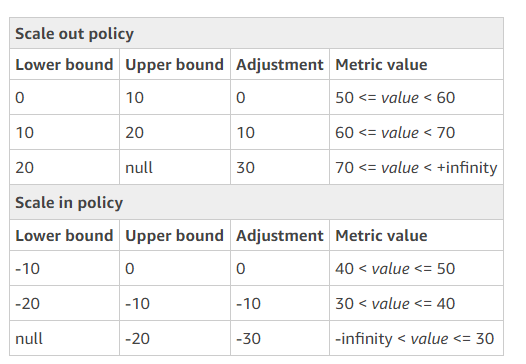 Scale out policy
Lower bound Upper bound Adjustment Metric value
0 10 0 50 <= value < 60
10 20 10 60 <= value < 70
20 null 30 70 <= value < +infinity
Scale in policy
Lower bound Upper bound Adjustment Metric value
-10 0 0 40 < value <= 50
-20 -10 -10 30 < value <= 40
null -20 -30 -infinity < value <= 30